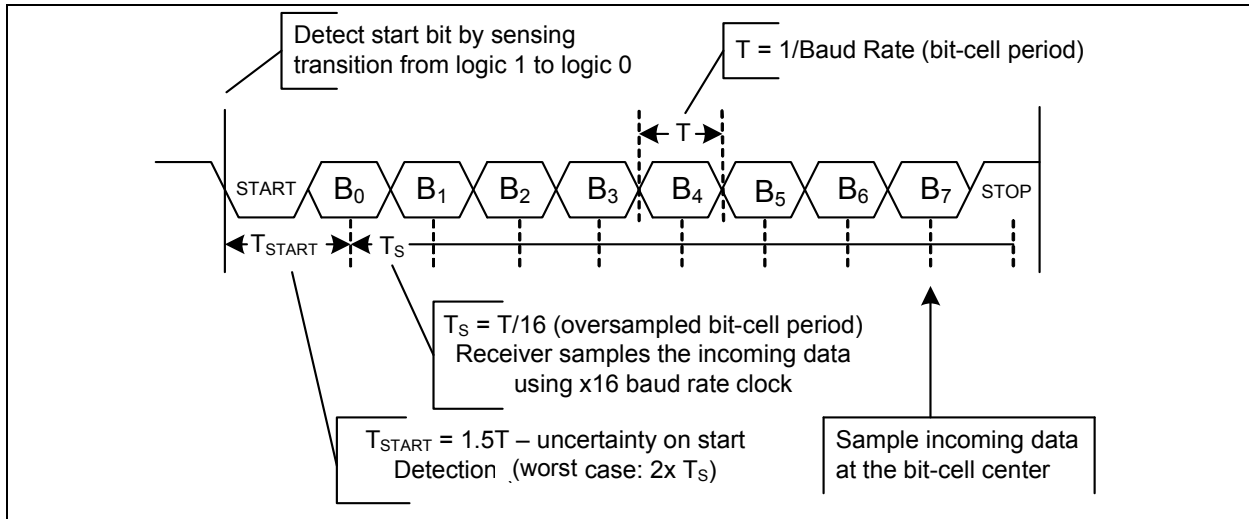 Detect start bit by sensing
transition from logic 1 to logic 0
T = 1/Baud Rate (bit-cell period)
T
START B0 B1 B2 B3 B4 B5 B6 B7 STOP
TSTART TS
TS = T/16 (oversampled bit-cell period)
Receiver samples the incoming data
using x16 baud rate clock
TSTART = 1.5T – uncertainty on start
Detection (worst case: 2x TS)
Sample incoming data
at the bit-cell center